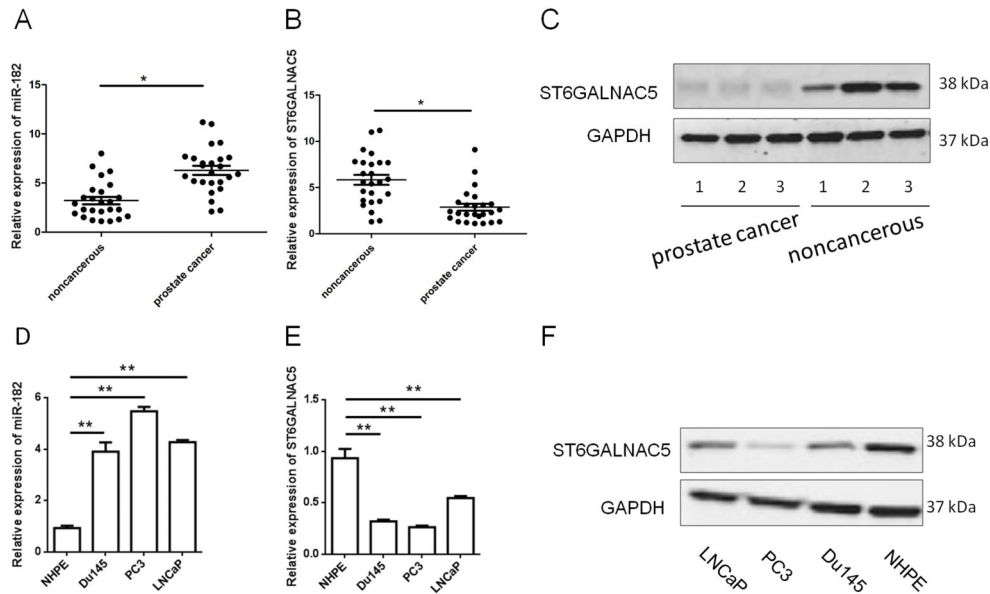 A
Relative expression of miR-182
15
10
5
0
*
noncancerous
prostate cancer
B
Relative expression of ST6GALNAC5
15
10
5
0
*
noncancerous
prostate cancer
C
ST6GALNAC5
38 kDa
GAPDH
37 kDa
1 2 3 1 2 3
prostate cancer noncancerous
D
Relative expression of miR-182
6
4
2
0
**
**
**
NHPE
Du145
PC3
LNCaP
E
Relative expression of ST6GALNAC5
1.5
1.0
0.5
0.0
**
**
**
NHPE
Du145
PC3
LNCaP
F
ST6GALNAC5
38 kDa
GAPDH
37 kDa
LNCaP
PC3
Du145
NHPE